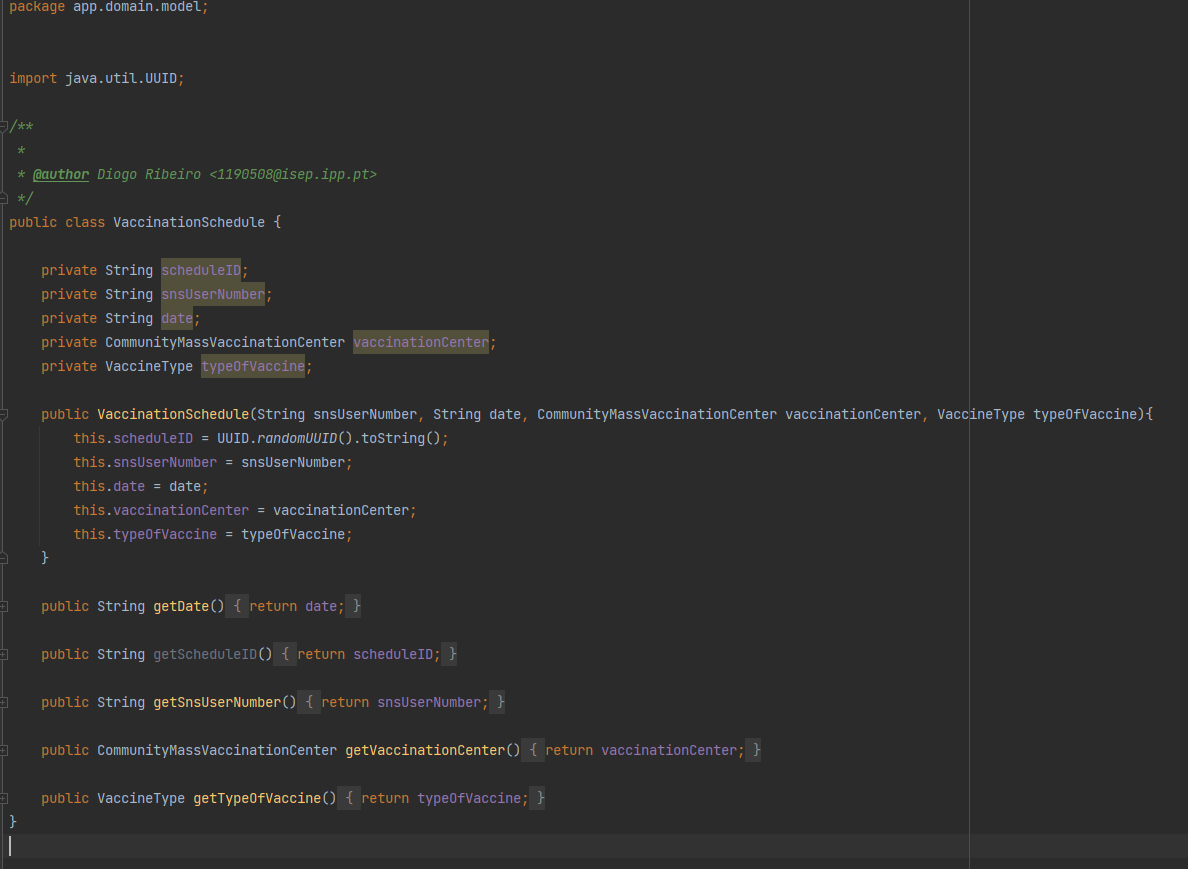 package app.domain.model;
import java.util.UUID;
/**
 *
 * @author Diogo Ribeiro <1190508@isep.ipp.pt>
 */
public class VaccinationSchedule {
    private String scheduleID;
    private String snsUserNumber;
    private String date;
    private CommunityMassVaccinationCenter vaccinationCenter;
    private VaccineType typeOfVaccine;
    public VaccinationSchedule(String snsUserNumber, String date, CommunityMassVaccinationCenter vaccinationCenter, VaccineType typeOfVaccine){
        this.scheduleID = UUID.randomUUID().toString();
        this.snsUserNumber = snsUserNumber;
        this.date = date;
        this.vaccinationCenter = vaccinationCenter;
        this.typeOfVaccine = typeOfVaccine;
    }
    public String getDate() { return date; }
    public String getScheduleID() { return scheduleID; }
    public String getSnsUserNumber() { return snsUserNumber; }
    public CommunityMassVaccinationCenter getVaccinationCenter() { return vaccinationCenter; }
    public VaccineType getTypeOfVaccine() { return typeOfVaccine; }
}